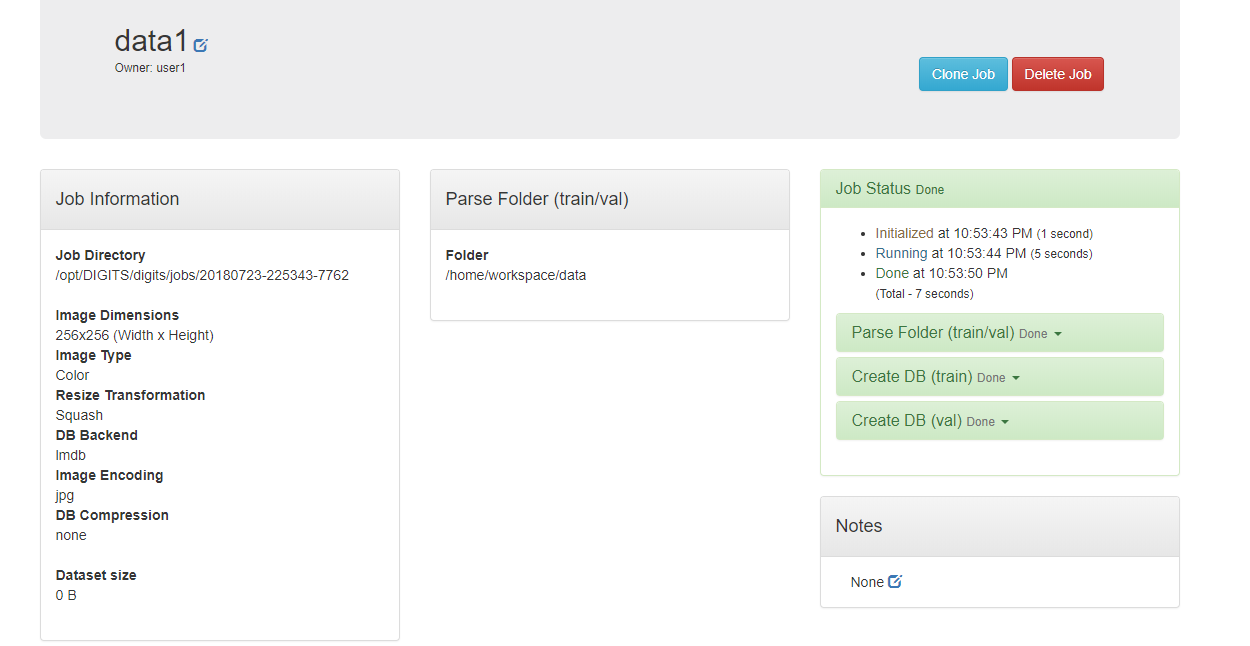 data1
Owner: user1
Clone Job
Delete Job
Job Information
Job Directory
/opt/DIGITS/digits/jobs/20180723-225343-7762
Image Dimensions
256x256 (Width x Height)
Image Type
Color
Resize Transformation
Squash
DB Backend
lmdb
Image Encoding
jpg
DB Compression
none
Dataset size
0 B
Parse Folder (train/val)
Folder
/home/workspace/data
Job Status Done
Initialized at 10:53:43 PM (1 second)
Running at 10:53:44 PM (5 seconds)
Done at 10:53:50 PM
(Total - 7 seconds)
Parse Folder (train/val) Done
Create DB (train) Done
Create DB (val) Done
Notes
None